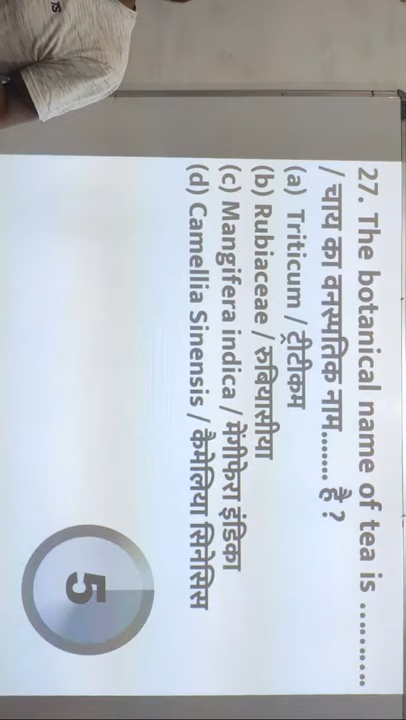 27. The botanical name of tea is ..........
/ चाय का वनस्पतिक नाम....... है ?
(a) Triticum / ट्रीटीकम
(b) Rubiaceae / रुबियासीया
(c) Mangifera indica / मेंगीफेरा इंडिका
(d) Camellia Sinensis / कैमेलिया सिनेसिस
5